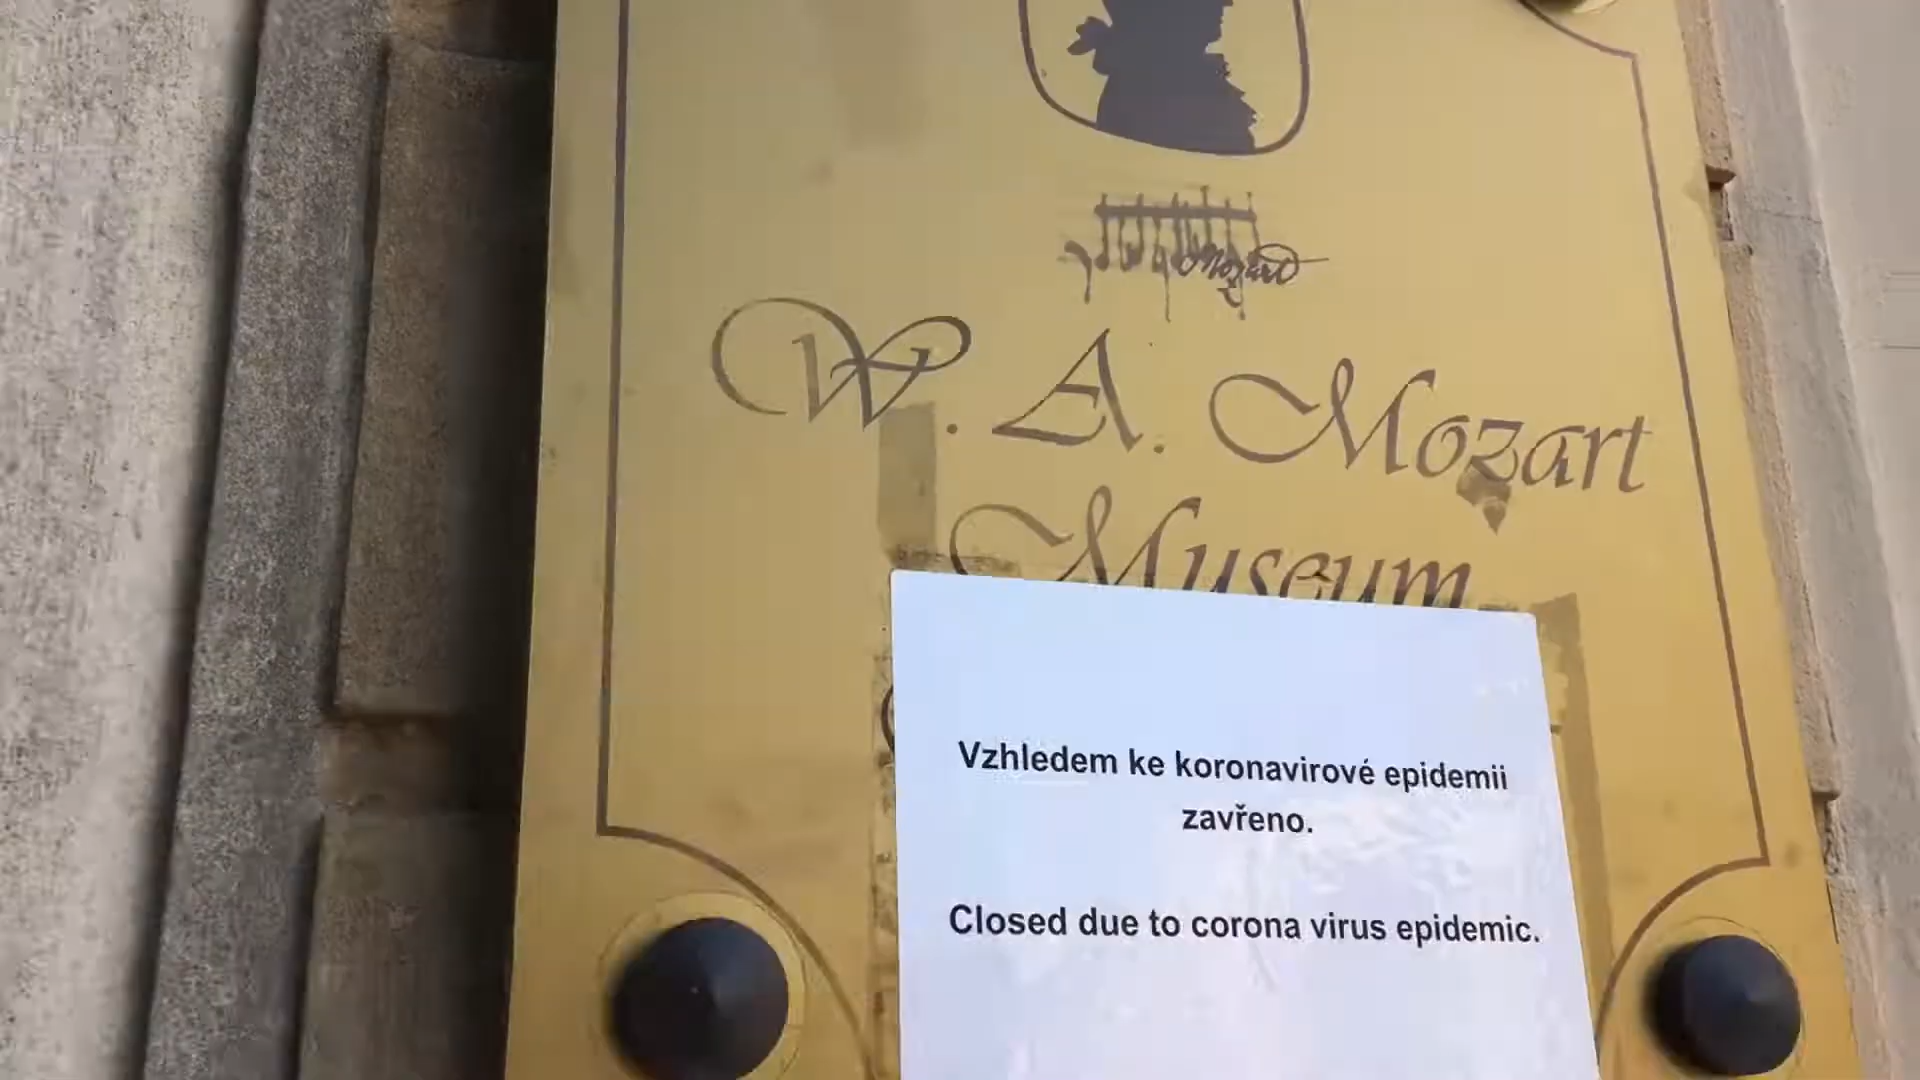 Mozart
W. A. Mozart
Museum
Vzhledem ke koronavirové epidemii
zavřeno.
Closed due to corona virus epidemic.